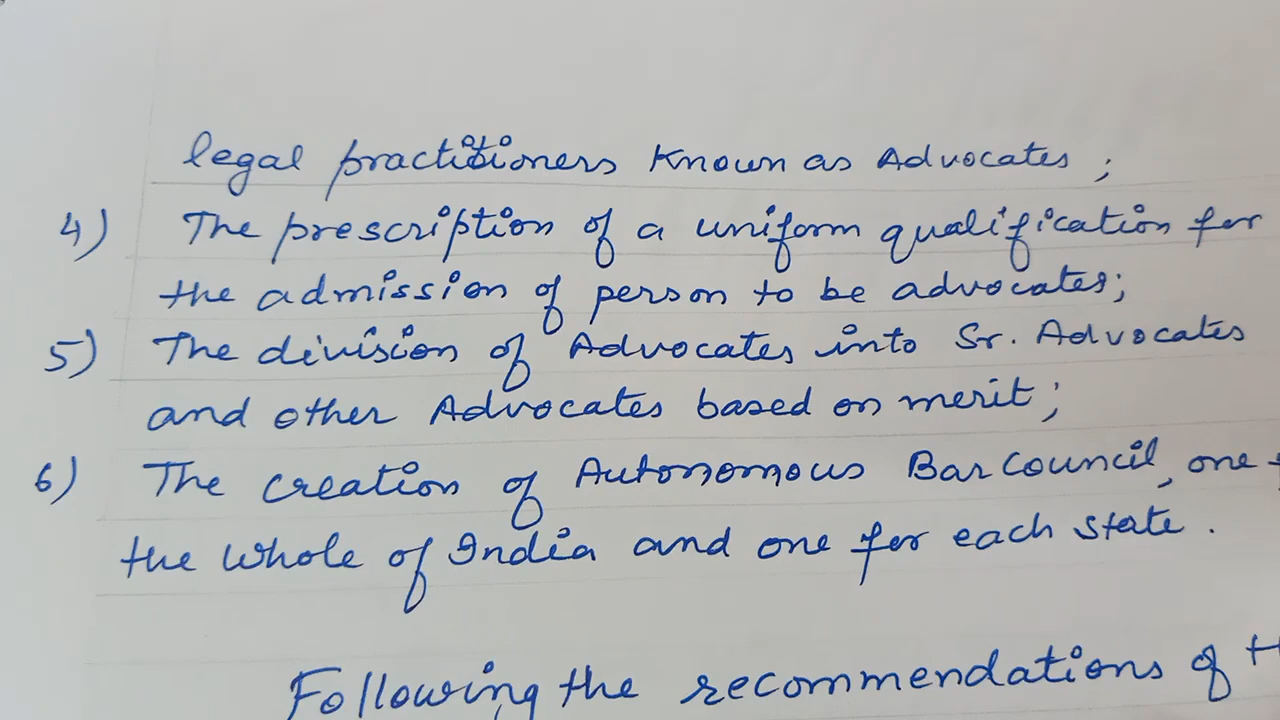 legal practitioners Known as Advocates ;
4) The prescription of a uniform qualification for
the admission of person to be advocates;
5) The division of Advocates into Sr. Advocates
and other Advocates based on merit;
6) The creation of Autonomous Bar Council, one
the whole of India and one for each state.
Following the recommendations of